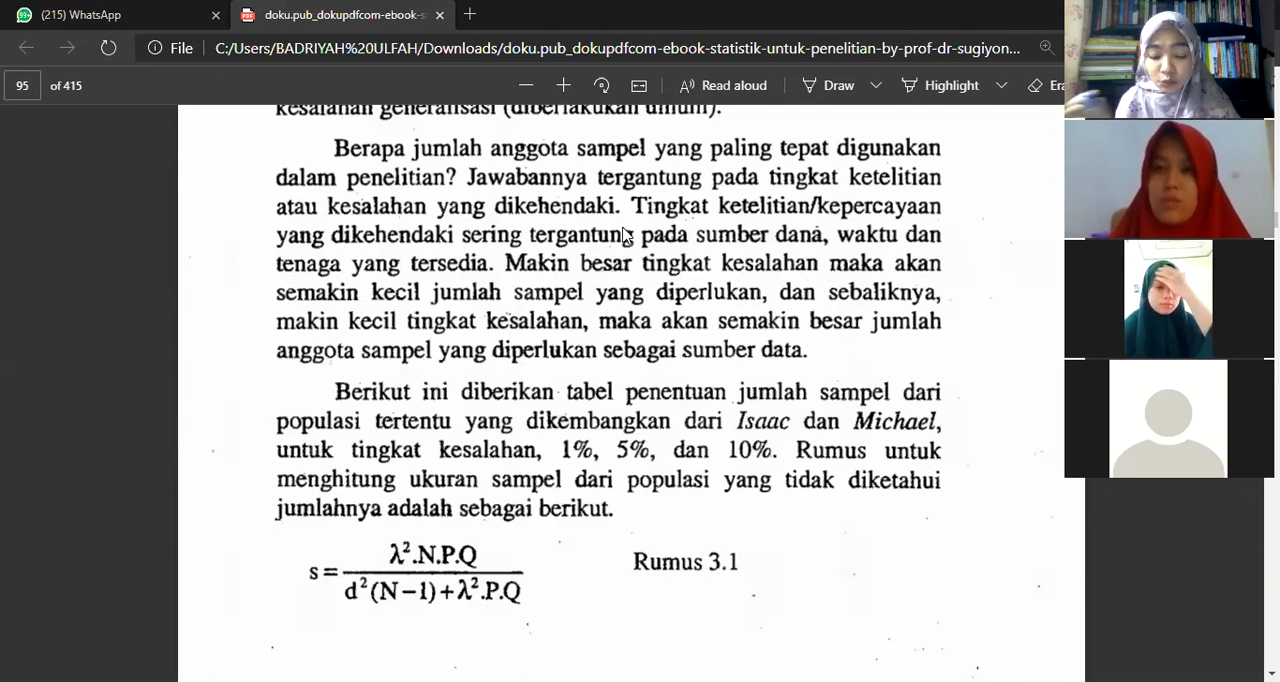 (215) WhatsApp
doku.pub_dokupdfcom-ebook-s
File
C:/Users/BADRIYAH%20ULFAH/Downloads/doku.pub_dokupdfcom-ebook-statistik-untuk-penelitian-by-prof-dr-sugiyon...
95 of 415
Read aloud
Draw
Highlight
Era
kesalahan generalisasi (diberlakukan umum).
Berapa jumlah anggota sampel yang paling tepat digunakan
dalam penelitian? Jawabannya tergantung pada tingkat ketelitian
atau kesalahan yang dikehendaki. Tingkat ketelitian/kepercayaan
yang dikehendaki sering tergantung pada sumber dana, waktu dan
tenaga yang tersedia. Makin besar tingkat kesalahan maka akan
semakin kecil jumlah sampel yang diperlukan, dan sebaliknya,
makin kecil tingkat kesalahan, maka akan semakin besar jumlah
anggota sampel yang diperlukan sebagai sumber data.
Berikut ini diberikan tabel penentuan jumlah sampel dari
populasi tertentu yang dikembangkan dari Isaac dan Michael,
untuk tingkat kesalahan, 1%, 5%, dan 10%. Rumus untuk
menghitung ukuran sampel dari populasi yang tidak diketahui
jumlahnya adalah sebagai berikut.
s = λ².N.P.Q / d²(N−1)+λ².P.Q
Rumus 3.1